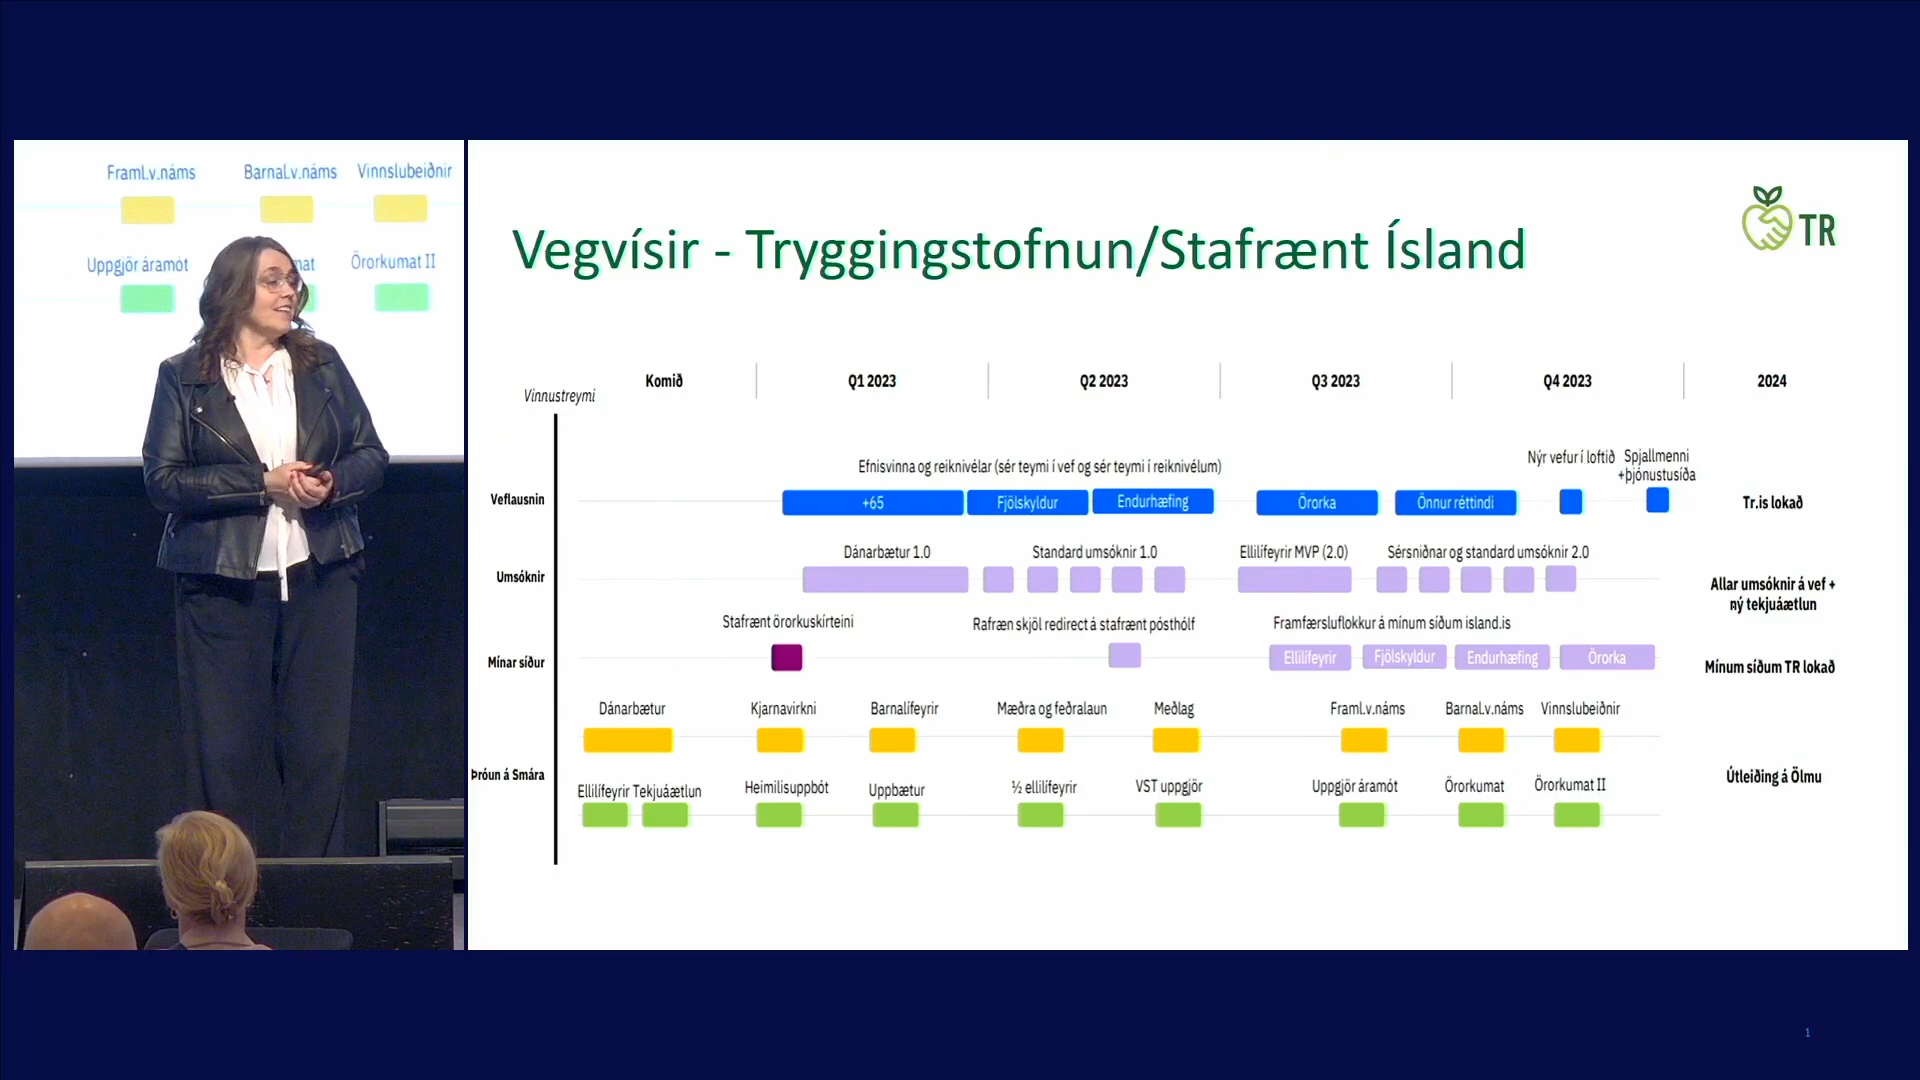 Framl.v.náms Barnal.v.náms Vinnslubeiðnir
Uppgjör áramót mat Örorkumat II
TR
Vegvísir - Tryggingstofnun/Stafrænt Ísland
Vinnustreymi
Komið Q1 2023 Q2 2023 Q3 2023 Q4 2023 2024
Efnisvinna og reiknivélar (sér teymi í vef og sér teymi í reiknivélum)
Nýr vefur í loftið
Spjallmenni
+þjónustusíða
Veflausnin
+65 Fjölskyldur Endurhæfing Örorka Önnur réttindi
Tr.is lokað
Dánarbætur 1.0 Standard umsóknir 1.0 Ellilífeyrir MVP (2.0) Sérsniðnar og standard umsóknir 2.0
Umsóknir
Allar umsóknir á vef +
ný tekjuáætlun
Stafrænt örorkuskírteini Rafræn skjöl redirect á stafrænt pósthólf Framfærsluflokkur á mínum síðum island.is
Mínar síður
Ellilífeyrir Fjölskyldur Endurhæfing Örorka
Mínum síðum TR lokað
Dánarbætur Kjarnavirkni Barnalífeyrir Mæðra og feðralaun Meðlag Framl.v.náms Barnal.v.náms Vinnslubeiðnir
Þróun á Smára
Útleiðing á Ölmu
Ellilífeyrir Tekjuáætlun Heimilisuppbót Uppbætur ½ ellilífeyrir VST uppgjör Uppgjör áramót Örorkumat Örorkumat II
1